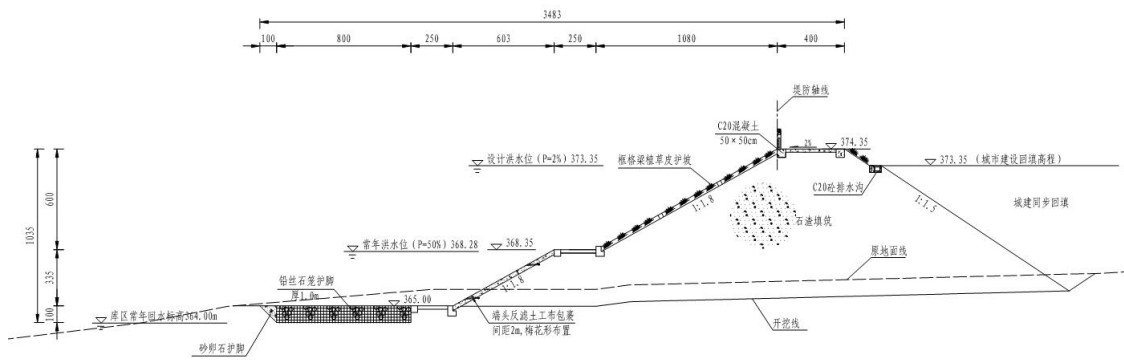 3483
100
800
250
603
250
1080
400
堤防轴线
C20混凝土
50×50cm
2%
374.35
设计洪水位(P=2%)373.35
框格梁植草皮护坡
373.35(城市建设回填高程)
C20砼排水沟
1:1.8
1:1.5
石渣填筑
城建同步回填
600
1035
常年洪水位(P=50%)368.28
368.35
原地面线
335
铅丝石笼护脚
厚1.0m
365.00
1:1.8
100
库区常年回水标高364.00m
端头反滤土工布包裹
间距2m,梅花形布置
开挖线
砂卵石护脚